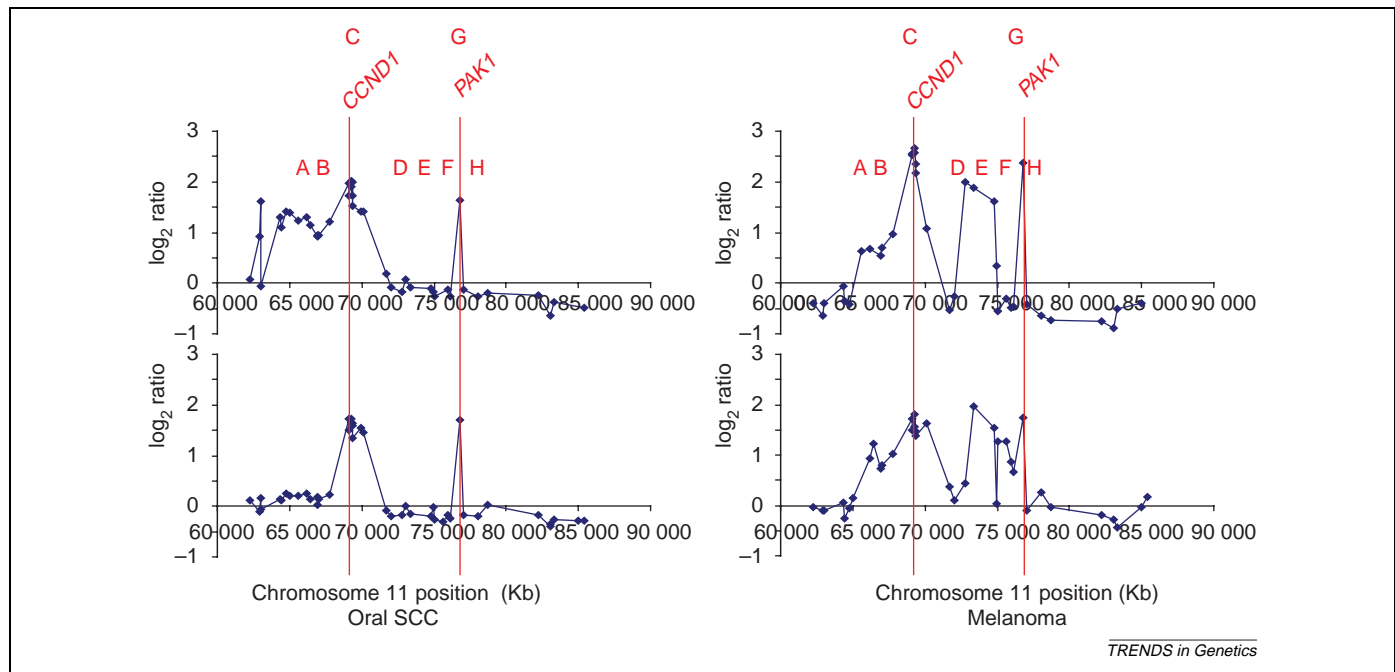 C G C G
CCND1 PAK1 CCND1 PAK1
3 3
A B D E F H A B D E F H
2 2
log2 ratio log2 ratio
1 1
0 0
60 000 65 000 70 000 75 000 80 000 85 000 90 000 60 000 65 000 70 000 75 000 80 000 85 000 90 000
–1 –1
3 3
2 2
log2 ratio log2 ratio
1 1
0 0
60 000 65 000 70 000 75 000 80 000 85 000 90 000 60 000 65 000 70 000 75 000 80 000 85 000 90 000
–1 –1
Chromosome 11 position (Kb) Chromosome 11 position (Kb)
Oral SCC Melanoma
TRENDS in Genetics